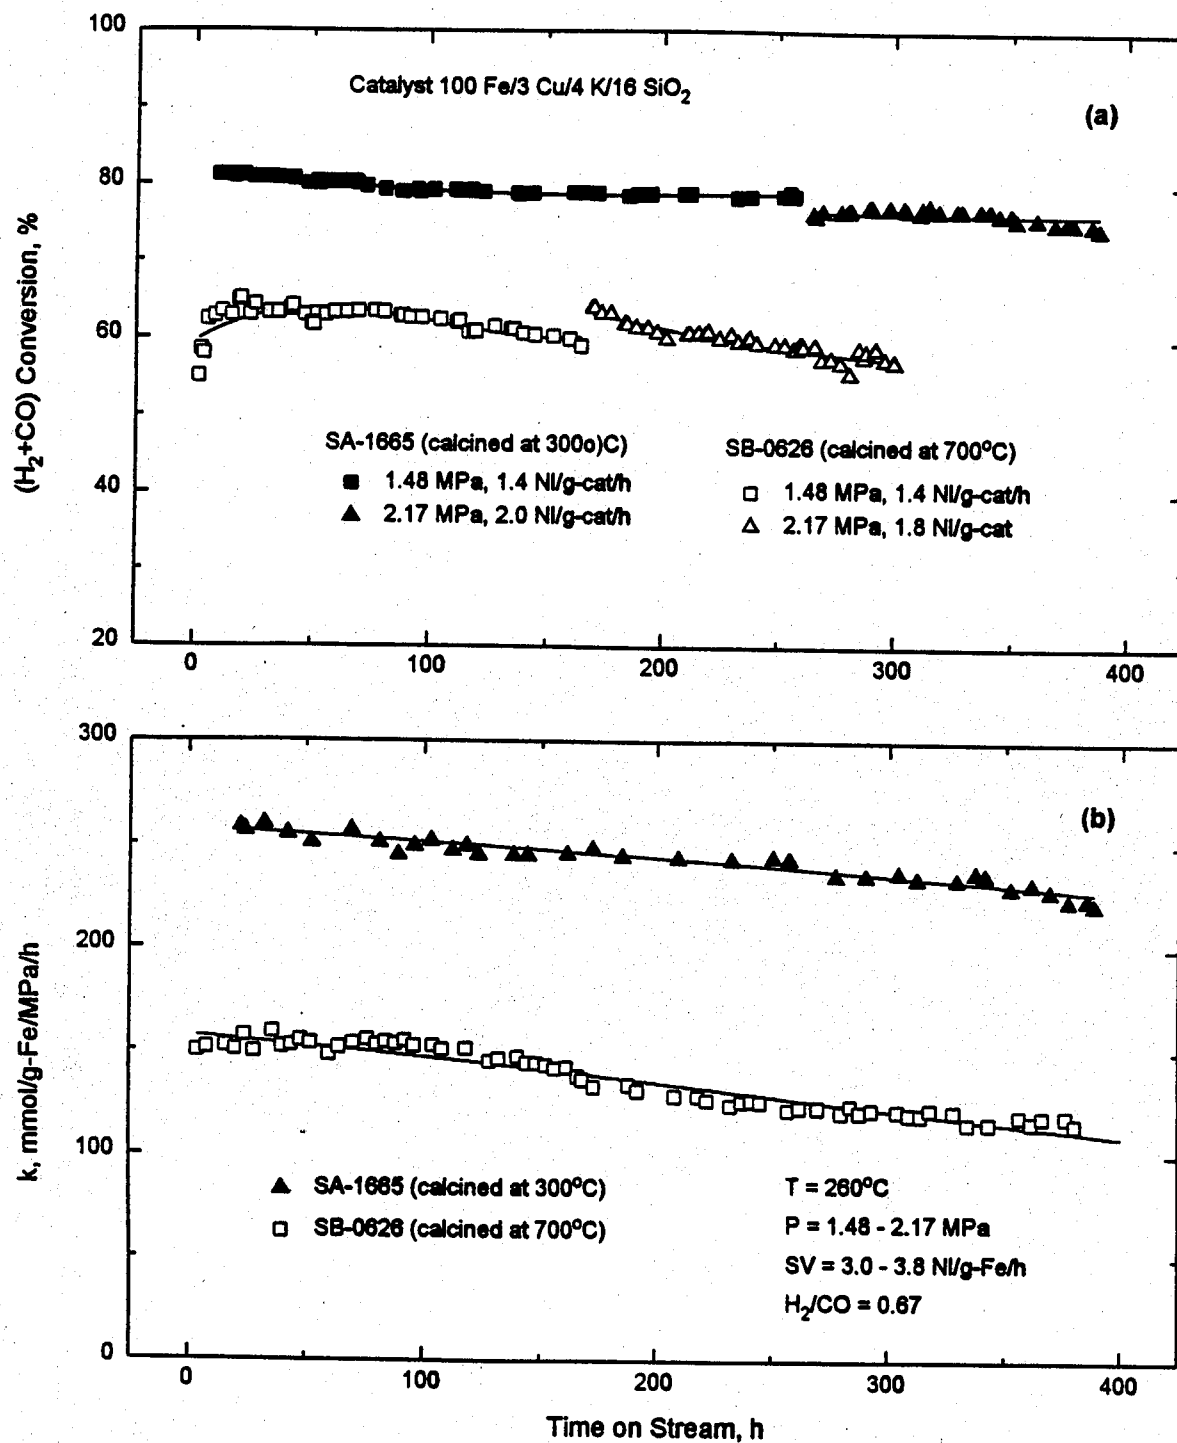 100
Catalyst 100 Fe/3 Cu/4 K/16 SiO₂
(a)
80
(H₂+CO) Conversion, %
60
SA-1665 (calcined at 300o)C)
SB-0626 (calcined at 700ºC)
1.48 MPa, 1.4 Nl/g-cat/h
1.48 MPa, 1.4 Nl/g-cat/h
40
2.17 MPa, 2.0 Nl/g-cat/h
2.17 MPa, 1.8 Nl/g-cat
20
0 100 200 300 400
300
(b)
200
k, mmol/g-Fe/MPa/h
100
SA-1665 (calcined at 300ºC)
T = 260ºC
SB-0626 (calcined at 700ºC)
P = 1.48 - 2.17 MPa
SV = 3.0 - 3.8 Nl/g-Fe/h
H₂/CO = 0.67
0
0 100 200 300 400
Time on Stream, h